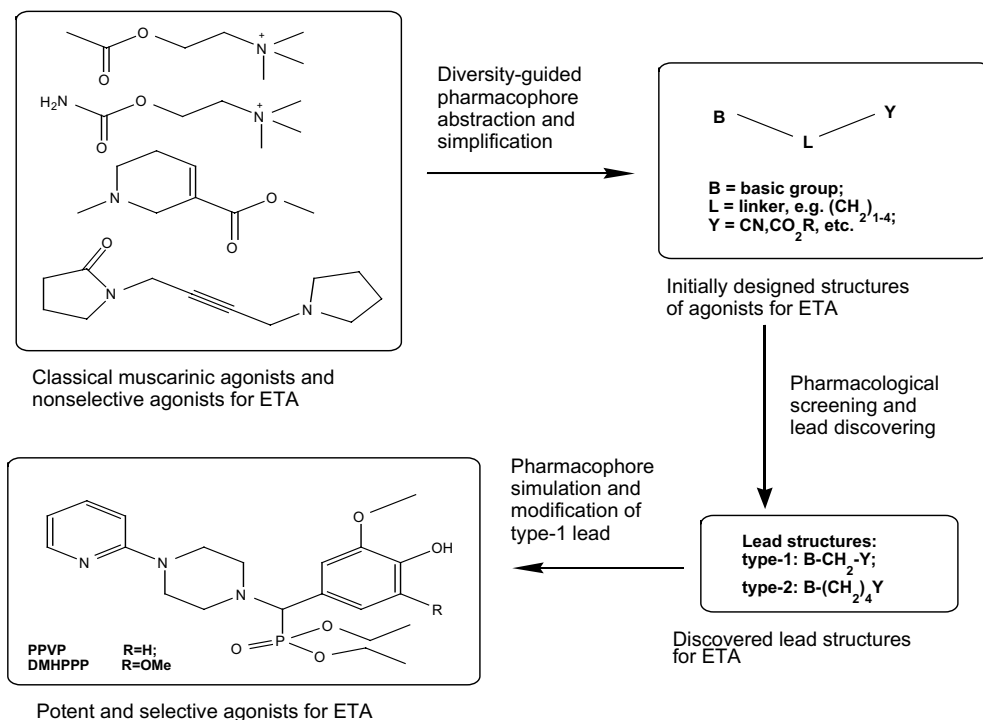 O
O
N
+
H2N
O
O
N
+
N
O
O
O
N
N
Classical muscarinic agonists and
nonselective agonists for ETA
Diversity-guided
pharmacophore
abstraction and
simplification
B
L
Y
B = basic group;
L = linker, e.g. (CH2)1-4;
Y = CN,CO2R, etc.
Initially designed structures
of agonists for ETA
Pharmacological
screening and
lead discovering
Lead structures:
type-1: B-CH2-Y;
type-2: B-(CH2)4Y
Discovered lead structures
for ETA
Pharmacophore
simulation and
modification of
type-1 lead
N
N
N
O
OH
R
P
O
O
O
PPVP R=H;
DMHPPP R=OMe
Potent and selective agonists for ETA